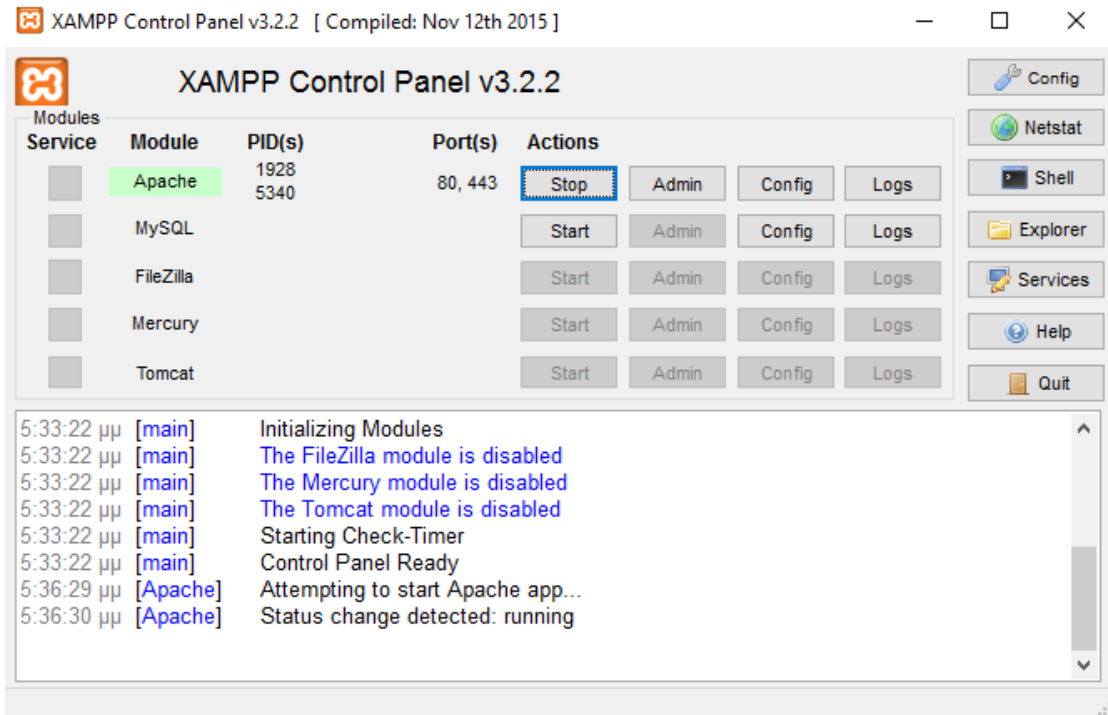 XAMPP Control Panel v3.2.2 [ Compiled: Nov 12th 2015 ]
XAMPP Control Panel v3.2.2
Config
Modules
Netstat
Service Module PID(s) Port(s) Actions
Apache 1928 5340 80, 443 Stop Admin Config Logs
Shell
MySQL Start Admin Config Logs
Explorer
FileZilla Start Admin Config Logs
Services
Mercury Start Admin Config Logs
Help
Tomcat Start Admin Config Logs
Quit
5:33:22 μμ [main] Initializing Modules
5:33:22 μμ [main] The FileZilla module is disabled
5:33:22 μμ [main] The Mercury module is disabled
5:33:22 μμ [main] The Tomcat module is disabled
5:33:22 μμ [main] Starting Check-Timer
5:33:22 μμ [main] Control Panel Ready
5:36:29 μμ [Apache] Attempting to start Apache app...
5:36:30 μμ [Apache] Status change detected: running